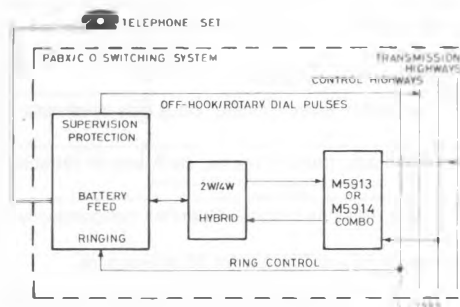 TELEPHONE SET
PABX/C O SWITCHING SYSTEM
TRANSMISSION
HIGHWAYS
CONTROL HIGHWAYS
OFF-HOOK/ROTARY DIAL PULSES
SUPERVISION
PROTECTION
BATTERY
FEED
RINGING
2W/4W
HYBRID
M5913
OR
M5914
COMBO
RING CONTROL